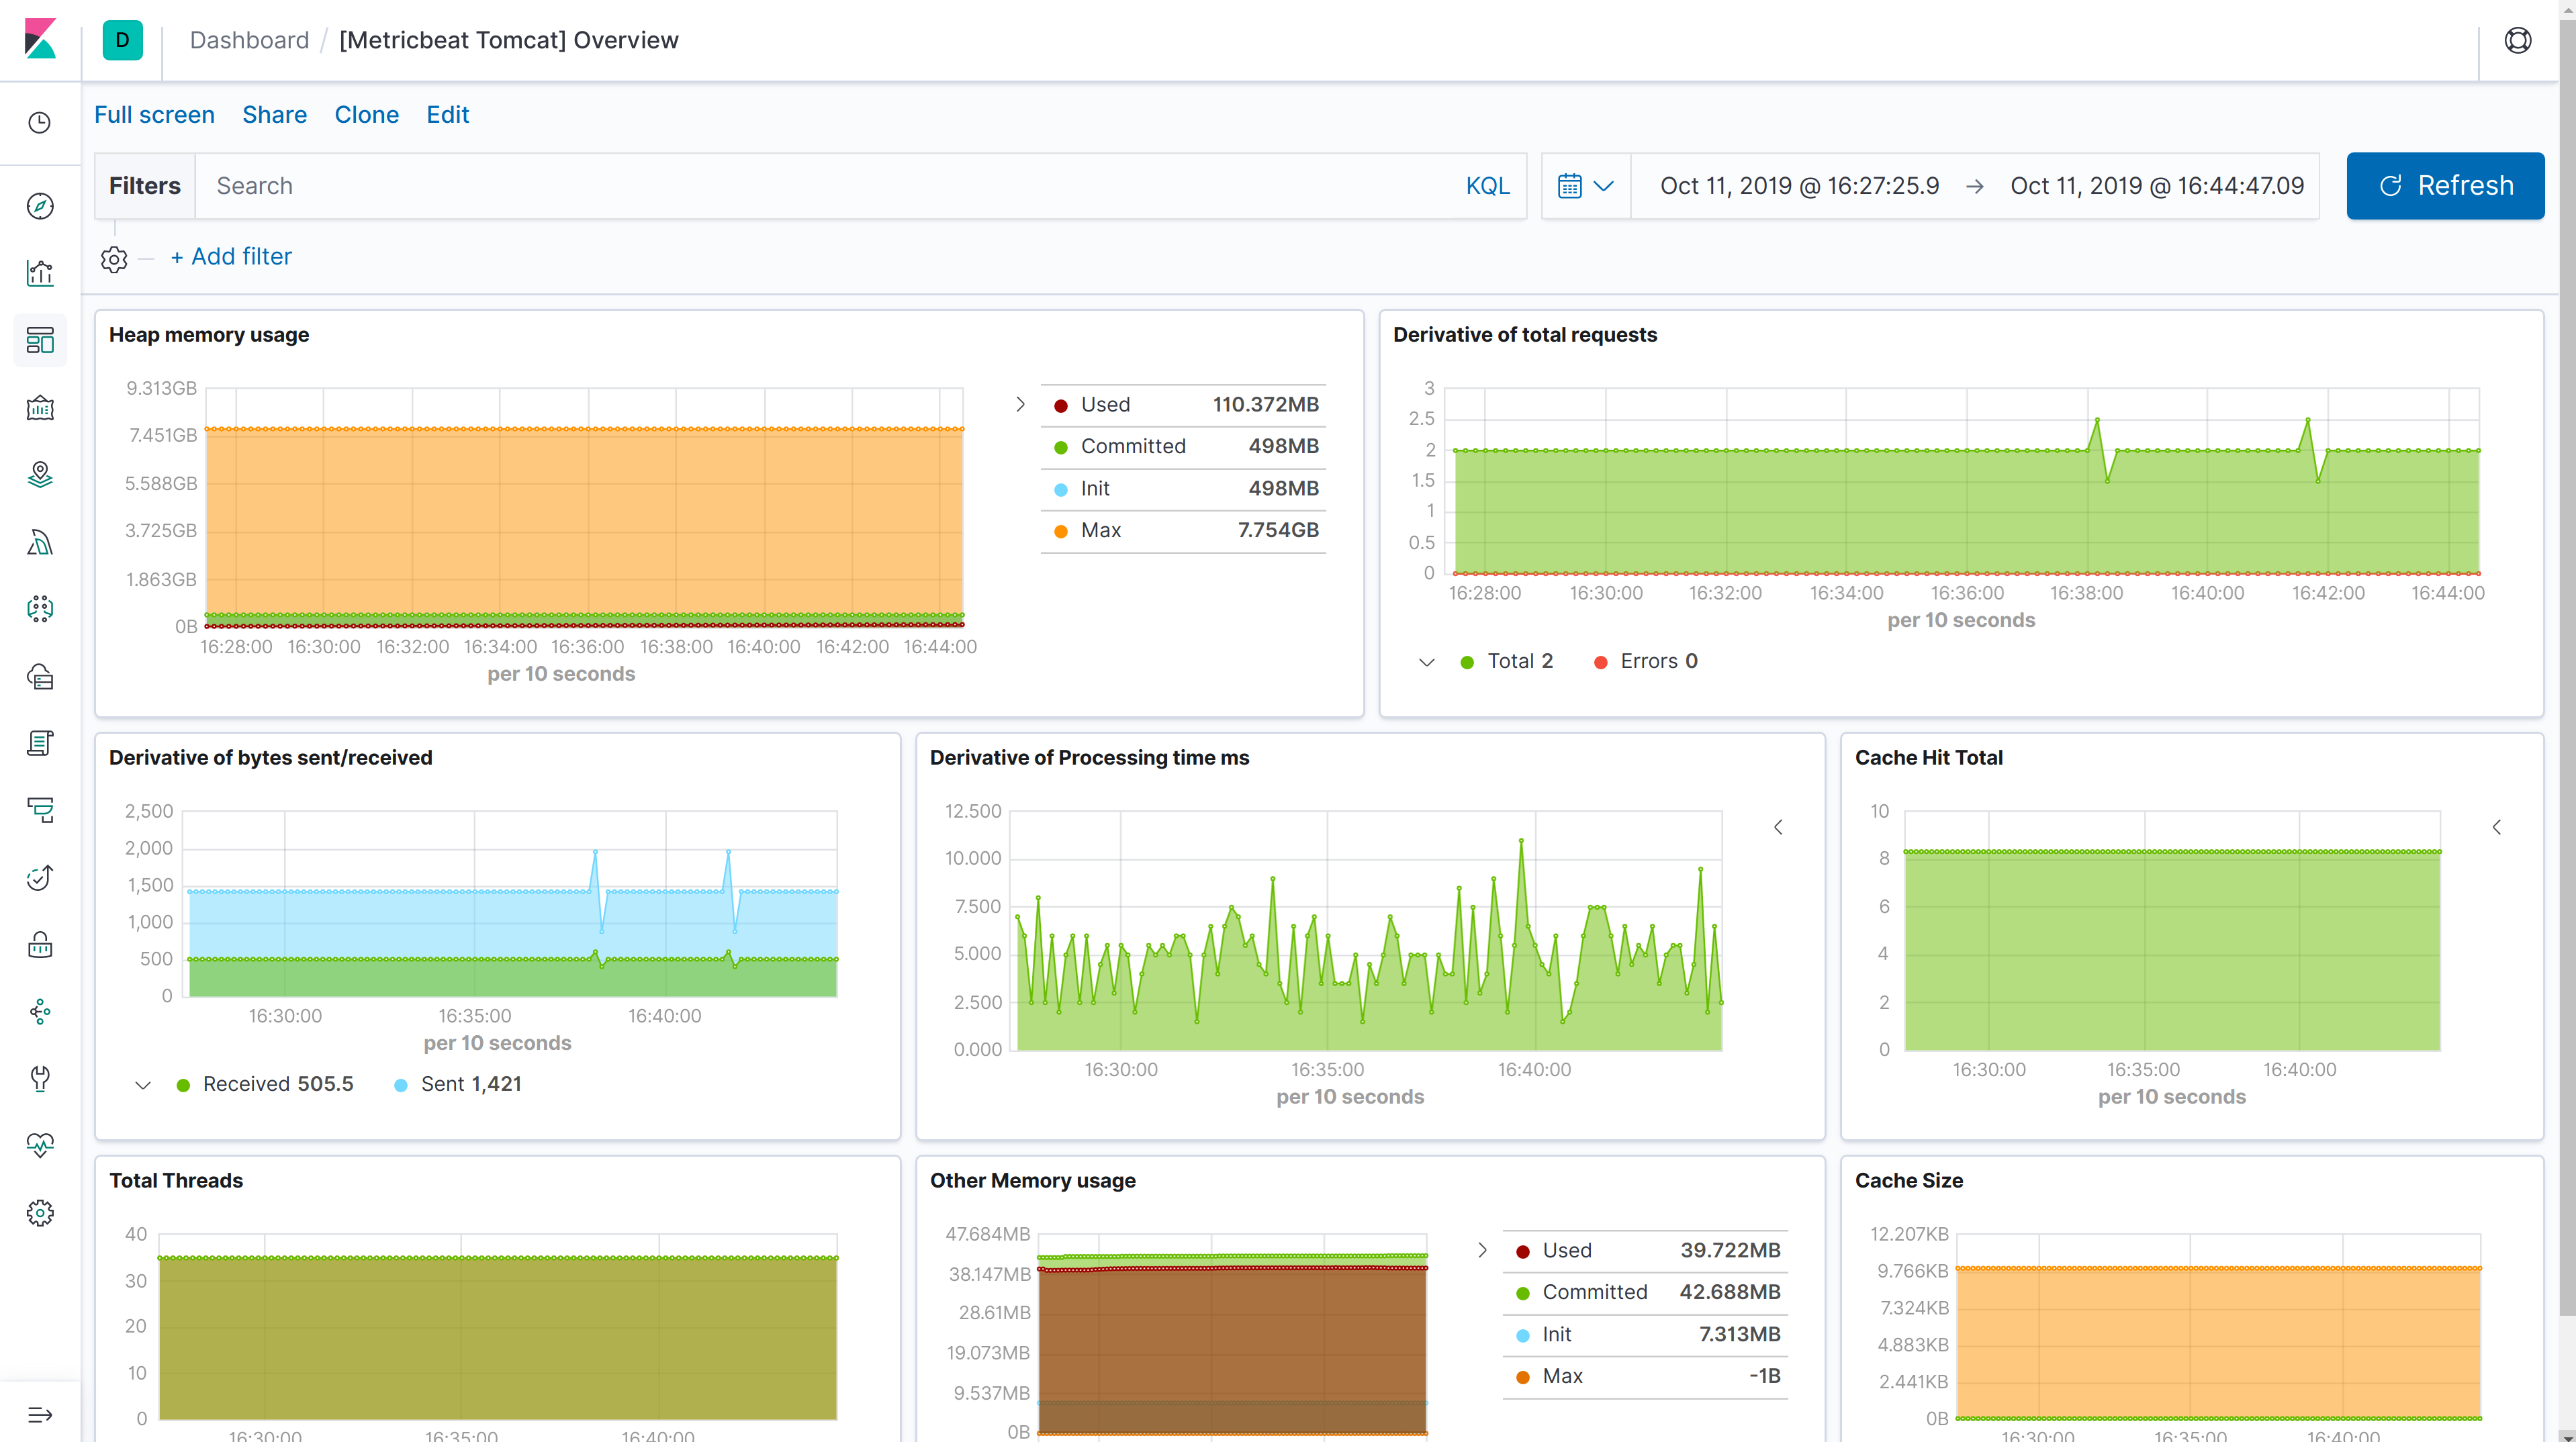 D
Dashboard / [Metricbeat Tomcat] Overview
Full screen Share Clone Edit
Filters Search KQL Oct 11, 2019 @ 16:27:25.9 → Oct 11, 2019 @ 16:44:47.09 Refresh
+ Add filter
Heap memory usage
9.313GB
7.451GB
5.588GB
3.725GB
1.863GB
0B
16:28:00 16:30:00 16:32:00 16:34:00 16:36:00 16:38:00 16:40:00 16:42:00 16:44:00
per 10 seconds
Used 110.372MB
Committed 498MB
Init 498MB
Max 7.754GB
Derivative of total requests
3
2.5
2
1.5
1
0.5
0
16:28:00 16:30:00 16:32:00 16:34:00 16:36:00 16:38:00 16:40:00 16:42:00 16:44:00
per 10 seconds
Total 2 Errors 0
Derivative of bytes sent/received
2,500
2,000
1,500
1,000
500
0
16:30:00 16:35:00 16:40:00
per 10 seconds
Received 505.5 Sent 1,421
Derivative of Processing time ms
12.500
10.000
7.500
5.000
2.500
0.000
16:30:00 16:35:00 16:40:00
per 10 seconds
Cache Hit Total
10
8
6
4
2
0
16:30:00 16:35:00 16:40:00
per 10 seconds
Total Threads
40
30
20
10
0
16:30:00 16:35:00 16:40:00
Other Memory usage
47.684MB
38.147MB
28.61MB
19.073MB
9.537MB
0B
Used 39.722MB
Committed 42.688MB
Init 7.313MB
Max -1B
Cache Size
12.207KB
9.766KB
7.324KB
4.883KB
2.441KB
0B
16:30:00 16:35:00 16:40:00